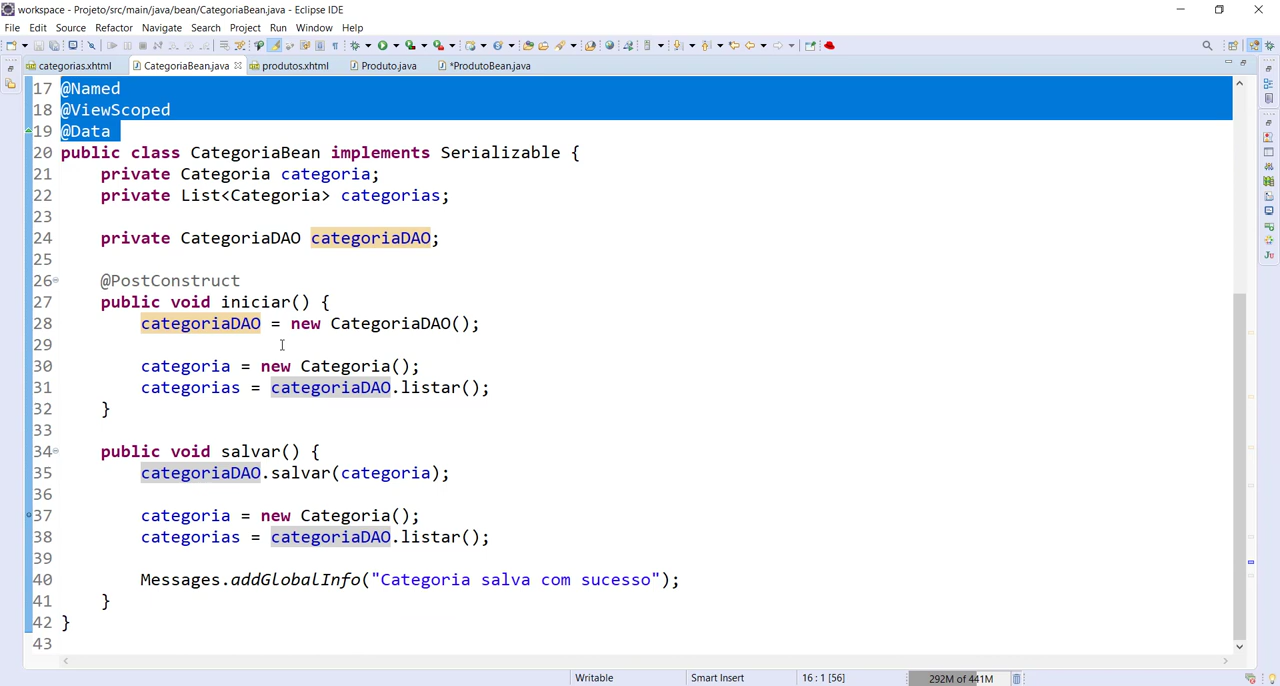 workspace - Projeto/src/main/java/bean/CategoriaBean.java - Eclipse IDE
File Edit Source Refactor Navigate Search Project Run Window Help
categorias.xhtml CategoriaBean.java produtos.xhtml Produto.java *ProdutoBean.java
17 @Named
18 @ViewScoped
19 @Data
20 public class CategoriaBean implements Serializable {
21 private Categoria categoria;
22 private List<Categoria> categorias;
23
24 private CategoriaDAO categoriaDAO;
25
26 @PostConstruct
27 public void iniciar() {
28 categoriaDAO = new CategoriaDAO();
29
30 categoria = new Categoria();
31 categorias = categoriaDAO.listar();
32 }
33
34 public void salvar() {
35 categoriaDAO.salvar(categoria);
36
37 categoria = new Categoria();
38 categorias = categoriaDAO.listar();
39
40 Messages.addGlobalInfo("Categoria salva com sucesso");
41 }
42 }
43
Writable Smart Insert 16 : 1 [56] 292M of 441M